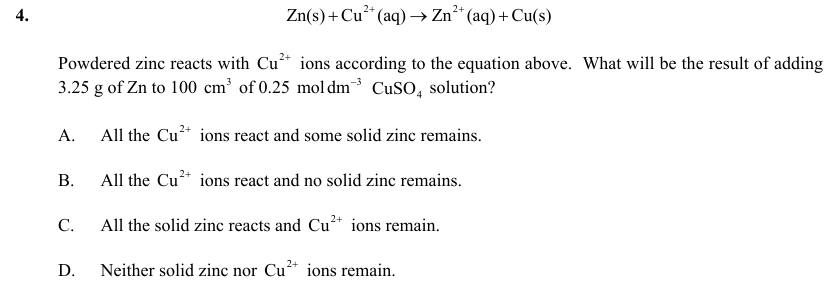 4. Zn(s) + Cu²⁺ (aq) → Zn²⁺ (aq) + Cu(s)
Powdered zinc reacts with Cu²⁺ ions according to the equation above. What will be the result of adding
3.25 g of Zn to 100 cm³ of 0.25 mol dm⁻³ CuSO₄ solution?
A. All the Cu²⁺ ions react and some solid zinc remains.
B. All the Cu²⁺ ions react and no solid zinc remains.
C. All the solid zinc reacts and Cu²⁺ ions remain.
D. Neither solid zinc nor Cu²⁺ ions remain.